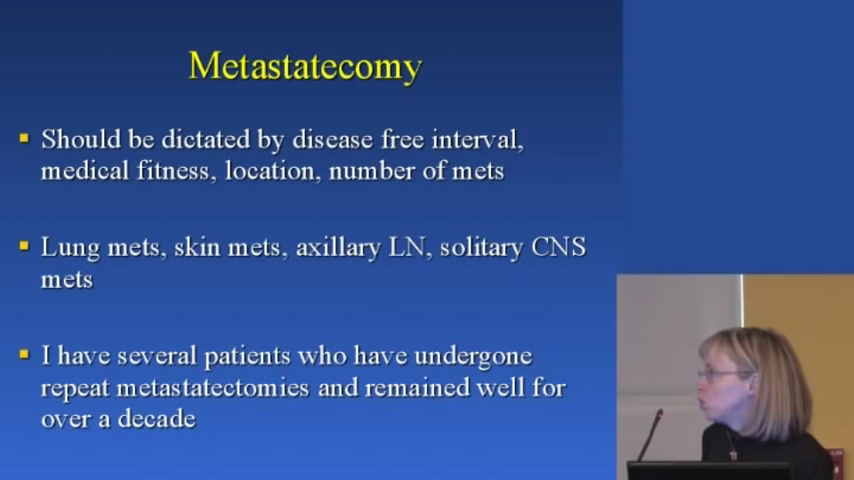 Metastatecomy
Should be dictated by disease free interval,
medical fitness, location, number of mets
Lung mets, skin mets, axillary LN, solitary CNS
mets
I have several patients who have undergone
repeat metastatectomies and remained well for
over a decade